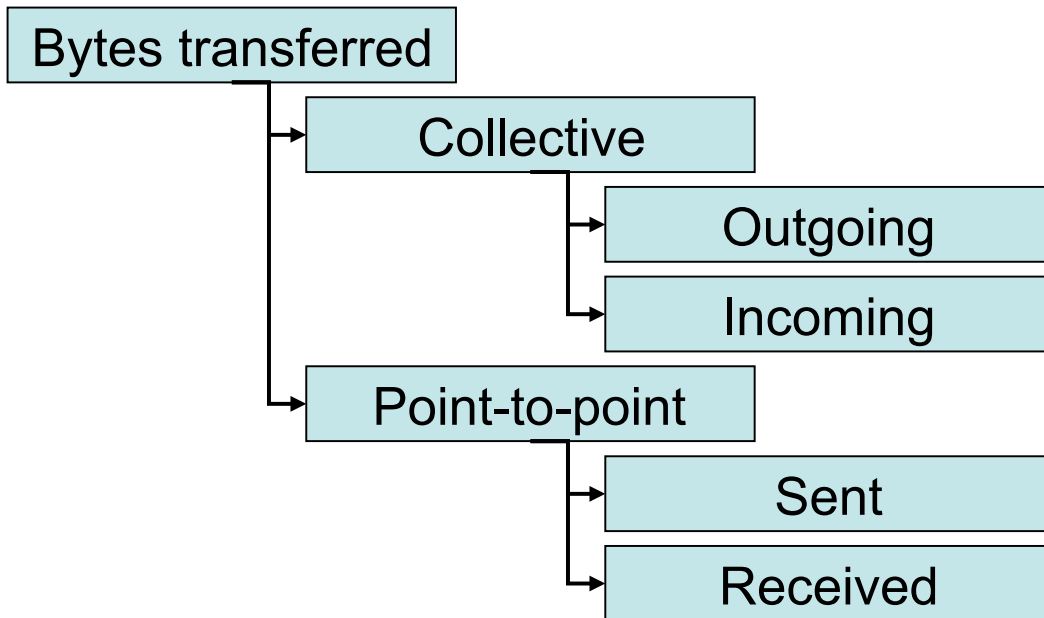 Bytes transferred
Collective
Outgoing
Incoming
Point-to-point
Sent
Received